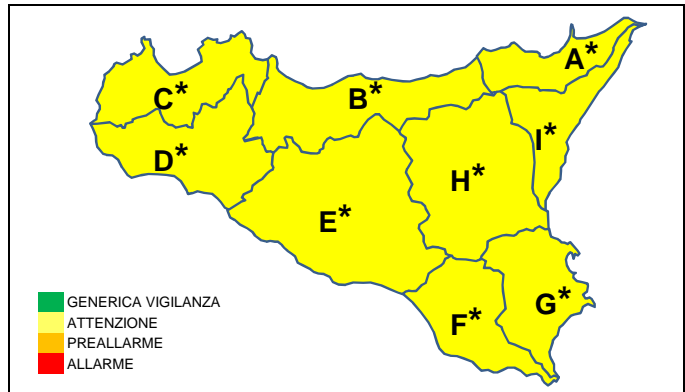 A*
B*
C*
I*
D*
H*
E*
G*
F*
GENERICA VIGILANZA
ATTENZIONE
PREALLARME
ALLARME